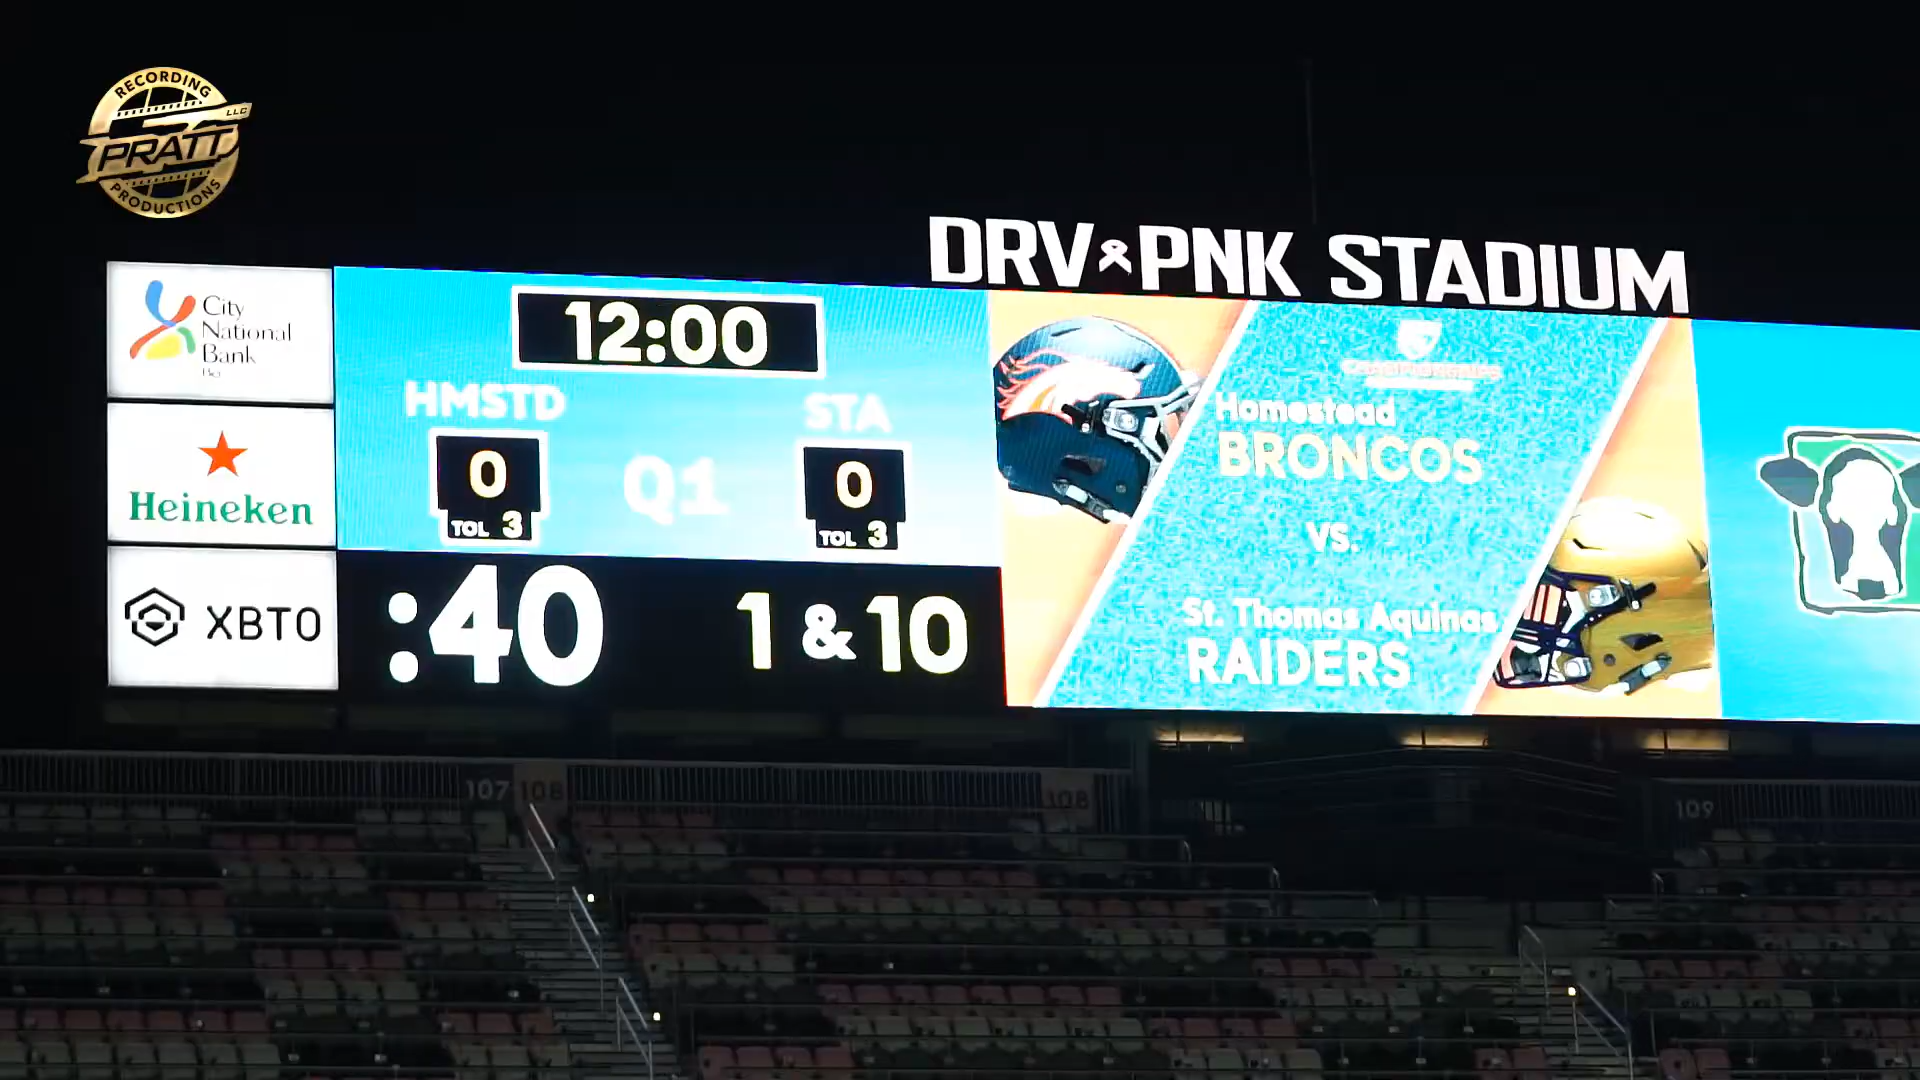 RECORDING
LLC
PRATT
PRODUCTIONS
DRV PNK STADIUM
City
National
Bank
Heineken
XBTO
12:00
HMSTD
STA
0
Q1
0
TOL 3
TOL 3
:40
1 & 10
CHAMPIONSHIPS
Homestead
BRONCOS
VS.
St. Thomas Aquinas
RAIDERS
107
108
108
109